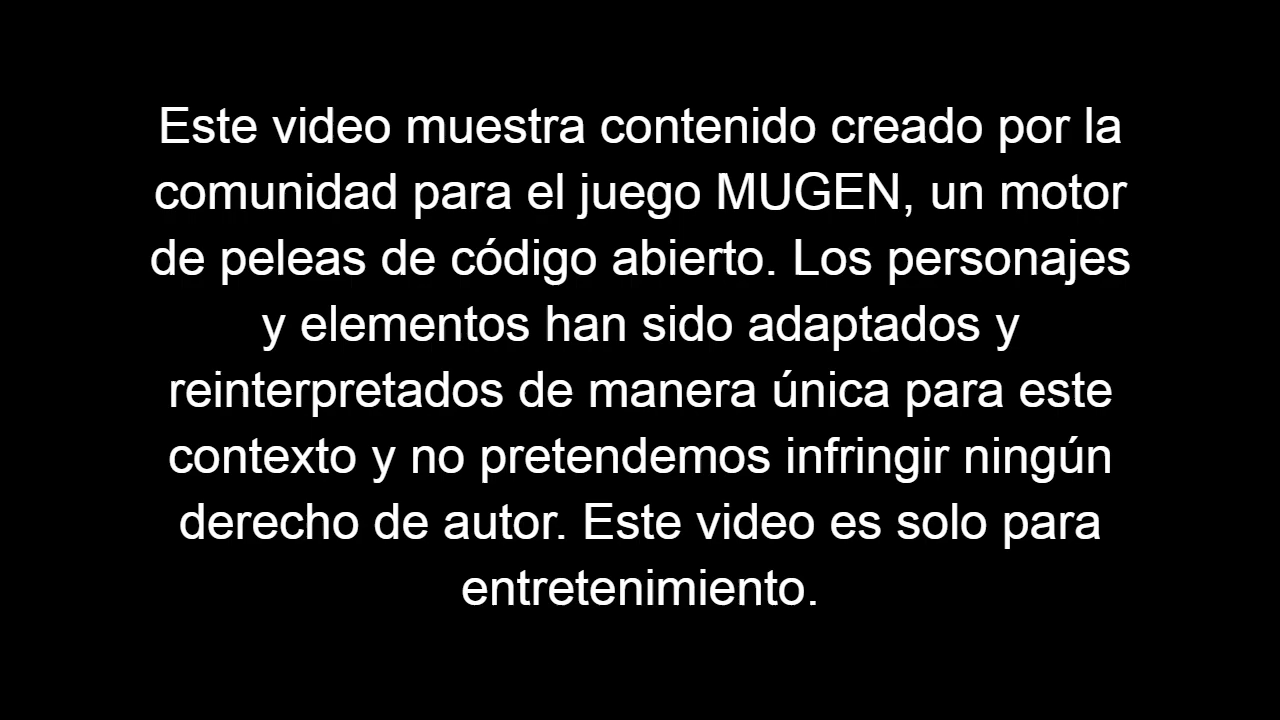 Este video muestra contenido creado por la
comunidad para el juego MUGEN, un motor
de peleas de código abierto. Los personajes
y elementos han sido adaptados y
reinterpretados de manera única para este
contexto y no pretendemos infringir ningún
derecho de autor. Este video es solo para
entretenimiento.